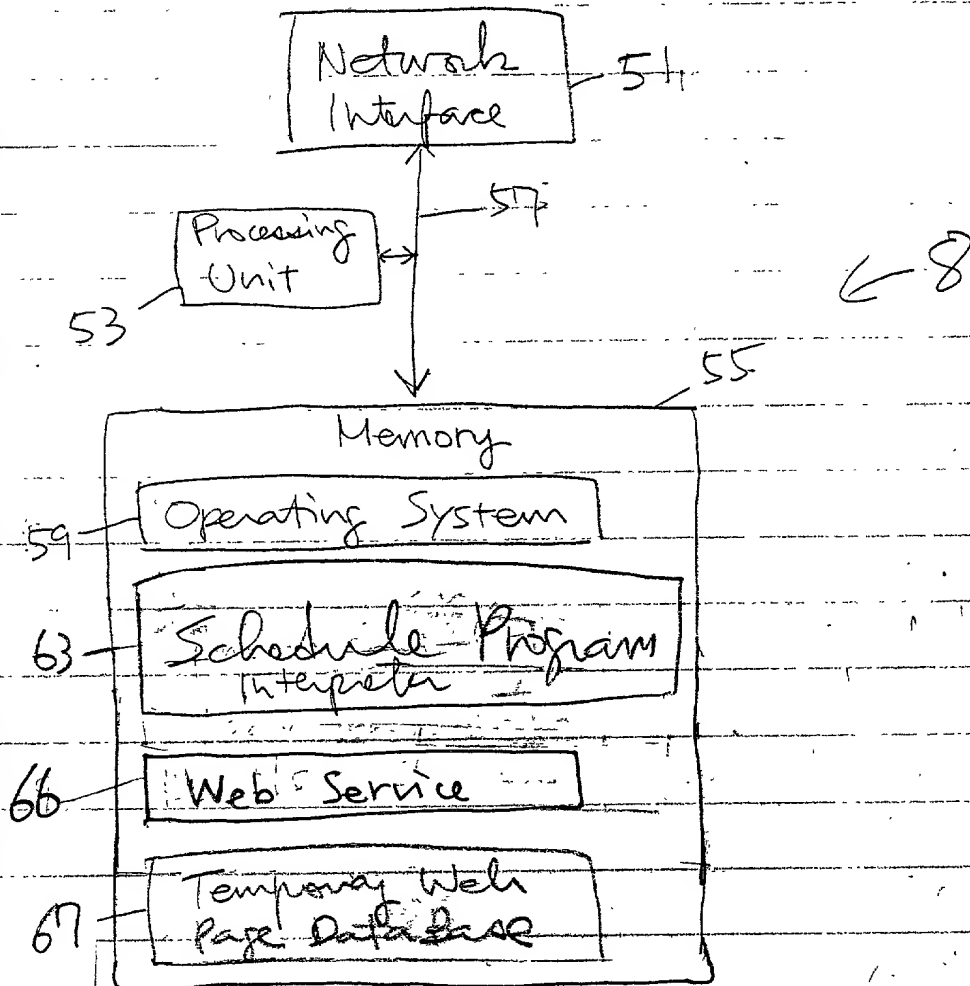 Network
Interface
54
57
Processing
Unit
53
8
55
Memory
Operating System
59
Schedule Program
Interpreter
63
Web Service
66
Temporary Web
Page DataBase
67